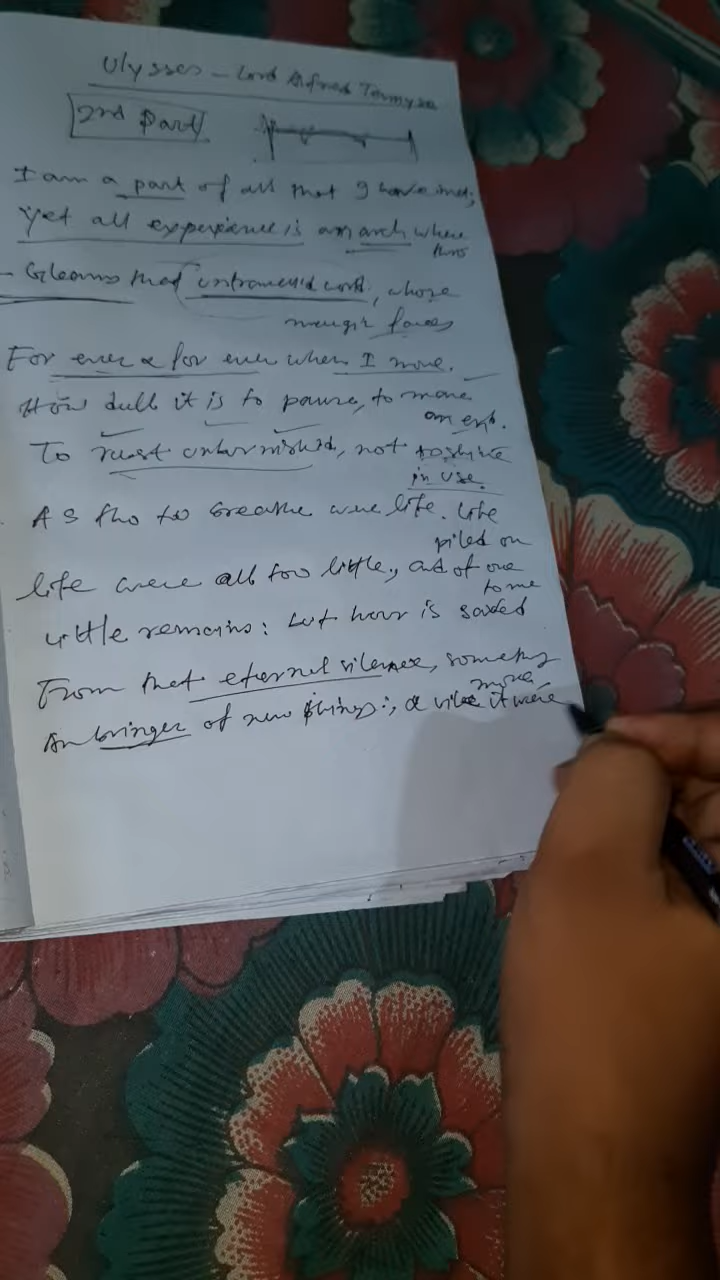 Ulysses - Lord Alfred Tennyson
2nd Part
I am a part of all that I have met;
Yet all experience is an arch where
thro
Gleams that untravell'd world, whose
margin fades
For ever & for ever when I move.
How dull it is to pause, to make
an end.
To rust unburnished, not to shine
in use.
As tho to breathe were life. Life
piled on
life were all too little, and of one
to me
little remains: but hour is saved
From that eternal silence, something
more
An bringer of new things:, & vile it were